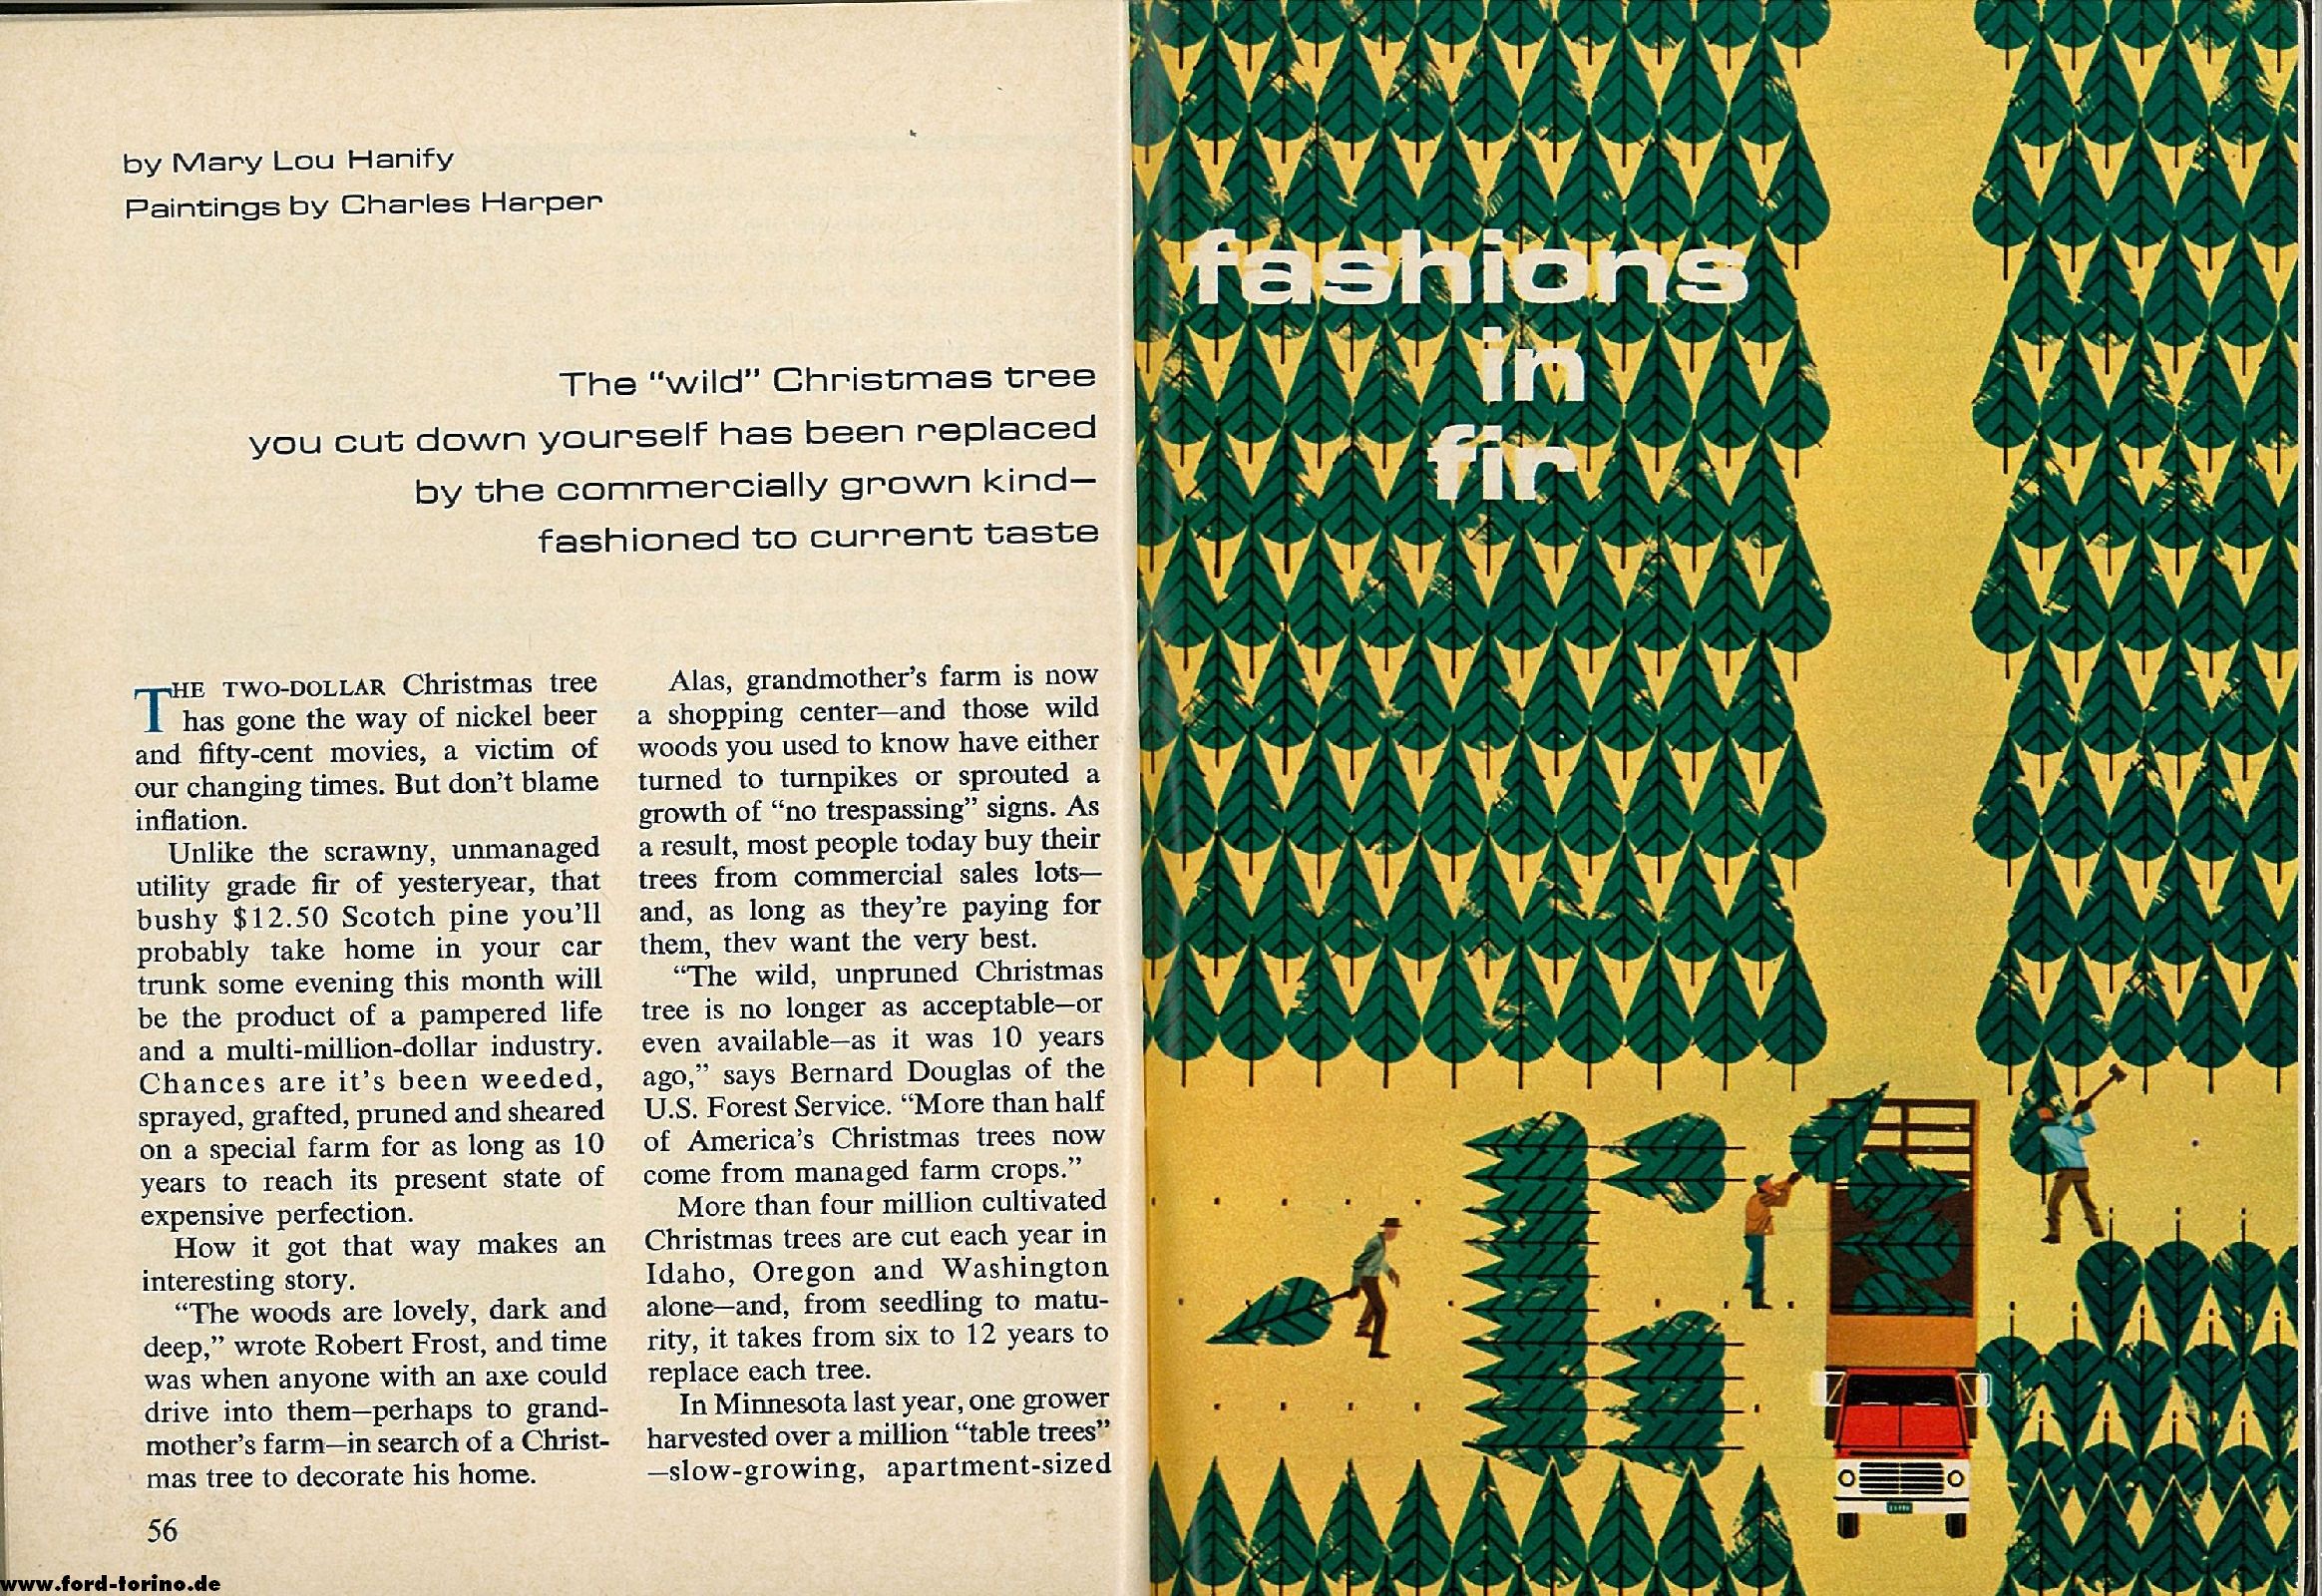 by Mary Lou Hanify
Paintings by Charles Harper
The “wild” Christmas tree
you cut down yourself has been replaced
by the commercially grown kind—
fashioned to current taste
THE TWO-DOLLAR Christmas tree
has gone the way of nickel beer
and fifty-cent movies, a victim of
our changing times. But don’t blame
inflation.
Unlike the scrawny, unmanaged
utility grade fir of yesteryear, that
bushy $12.50 Scotch pine you’ll
probably take home in your car
trunk some evening this month will
be the product of a pampered life
and a multi-million-dollar industry.
Chances are it’s been weeded,
sprayed, grafted, pruned and sheared
on a special farm for as long as 10
years to reach its present state of
expensive perfection.
How it got that way makes an
interesting story.
“The woods are lovely, dark and
deep,” wrote Robert Frost, and time
was when anyone with an axe could
drive into them—perhaps to grand-
mother’s farm—in search of a Christ-
mas tree to decorate his home.
Alas, grandmother’s farm is now
a shopping center—and those wild
woods you used to know have either
turned to turnpikes or sprouted a
growth of “no trespassing” signs. As
a result, most people today buy their
trees from commercial sales lots—
and, as long as they’re paying for
them, they want the very best.
“The wild, unpruned Christmas
tree is no longer as acceptable—or
even available—as it was 10 years
ago,” says Bernard Douglas of the
U.S. Forest Service. “More than half
of America’s Christmas trees now
come from managed farm crops.”
More than four million cultivated
Christmas trees are cut each year in
Idaho, Oregon and Washington
alone—and, from seedling to matu-
rity, it takes from six to 12 years to
replace each tree.
In Minnesota last year, one grower
harvested over a million “table trees”
—slow-growing, apartment-sized
56
www.ford-torino.de
fashions
in
fir